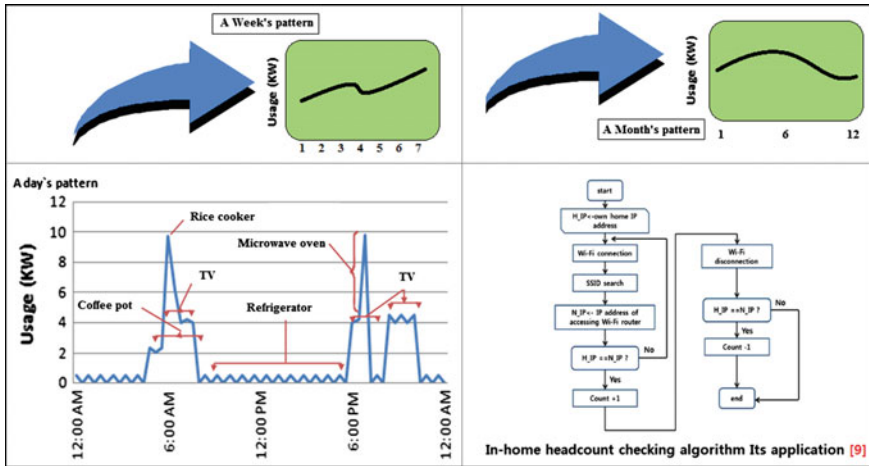 A Week's pattern
Usage (KW)
1 2 3 4 5 6 7
Usage (KW)
A Month's pattern
1 6 12
A day`s pattern
Usage (KW)
12
10
8
6
4
2
0
Rice cooker
Microwave oven
TV
TV
Coffee pot
Refrigerator
12:00 AM
6:00 AM
12:00 PM
6:00 PM
12:00 AM
start
H_IP<-own home IP
address
Wi-Fi connection
SSID search
N_IP<- IP address of
accessing Wi-Fi router
H_IP ==N_IP ?
No
Yes
Count +1
Wi-Fi
disconnection
H_IP ==N_IP ?
No
Yes
Count -1
end
In-home headcount checking algorithm Its application [9]